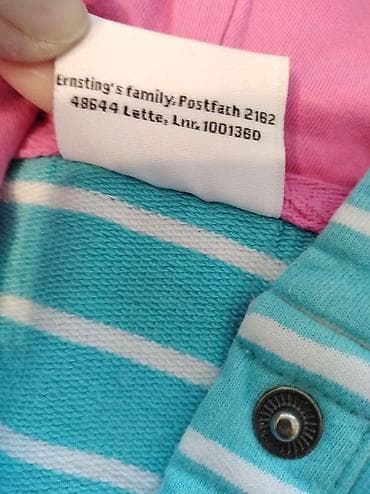 Ernsting's family, Postfach 2162
48644 Lette, Lnr. 1001360